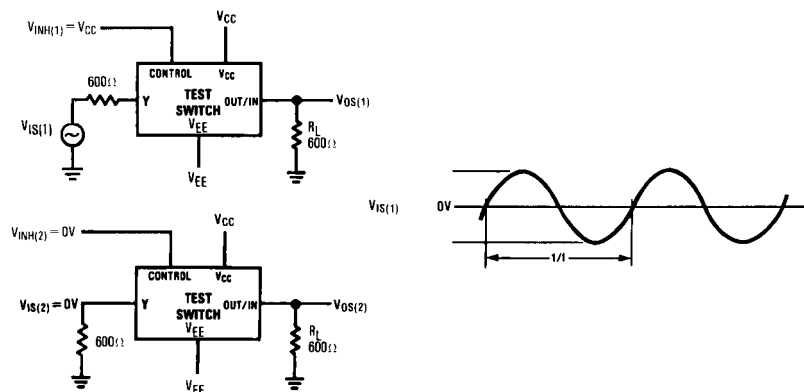 V_INH(1) = V_CC
V_CC
600Ω
CONTROL
V_CC
Y
TEST SWITCH
OUT/IN
V_OS(1)
V_IS(1)
V_EE
R_L
600Ω
V_EE
V_IS(1)
0V
1/f
V_INH(2) = 0V
V_CC
CONTROL
V_CC
V_IS(2) = 0V
Y
TEST SWITCH
OUT/IN
V_OS(2)
V_EE
600Ω
R_L
600Ω
V_EE